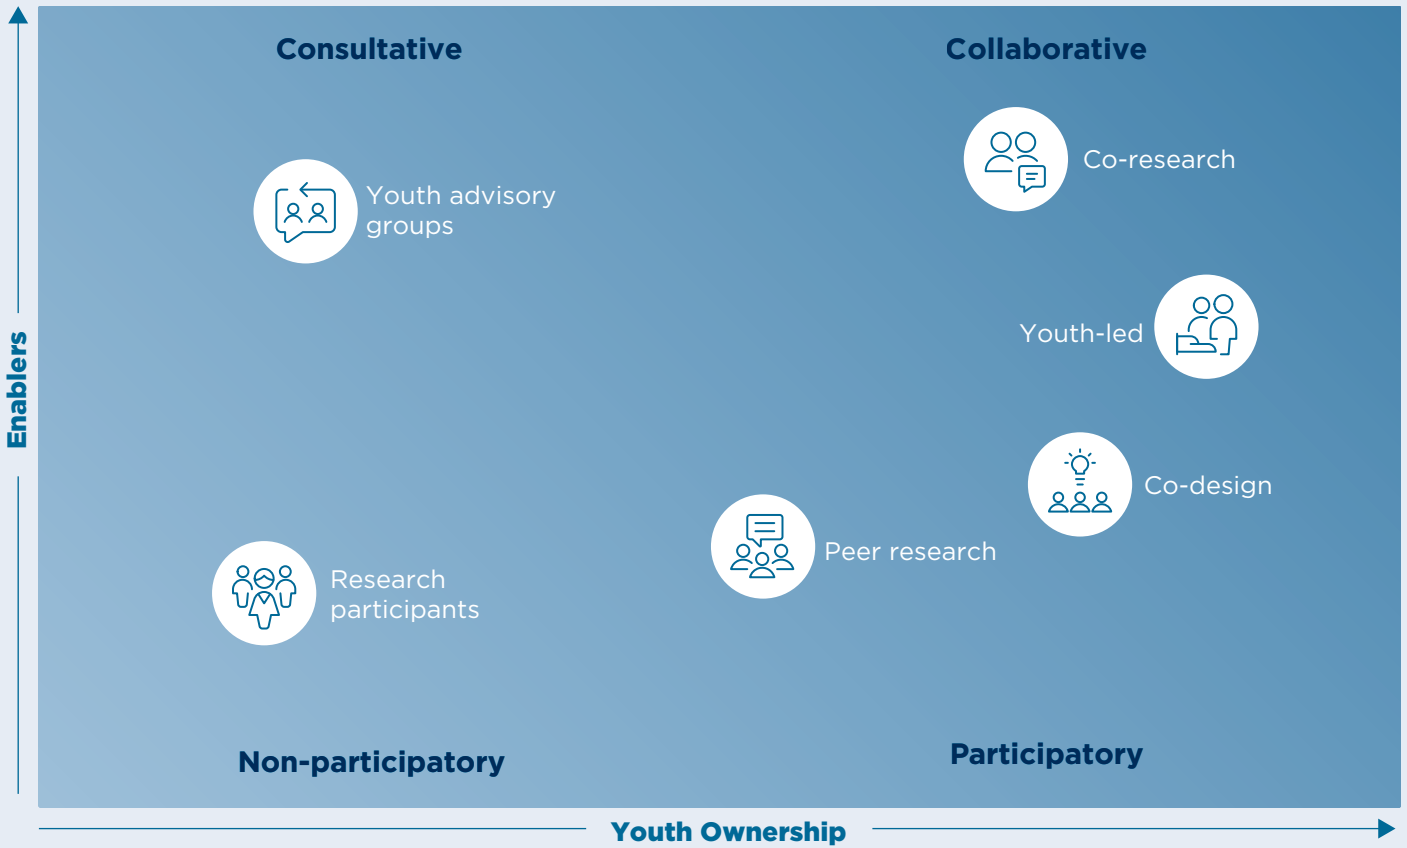 Consultative
Collaborative
Co-research
Youth advisory
groups
Youth-led
Enablers
Co-design
Peer research
Research
participants
Non-participatory
Participatory
Youth Ownership